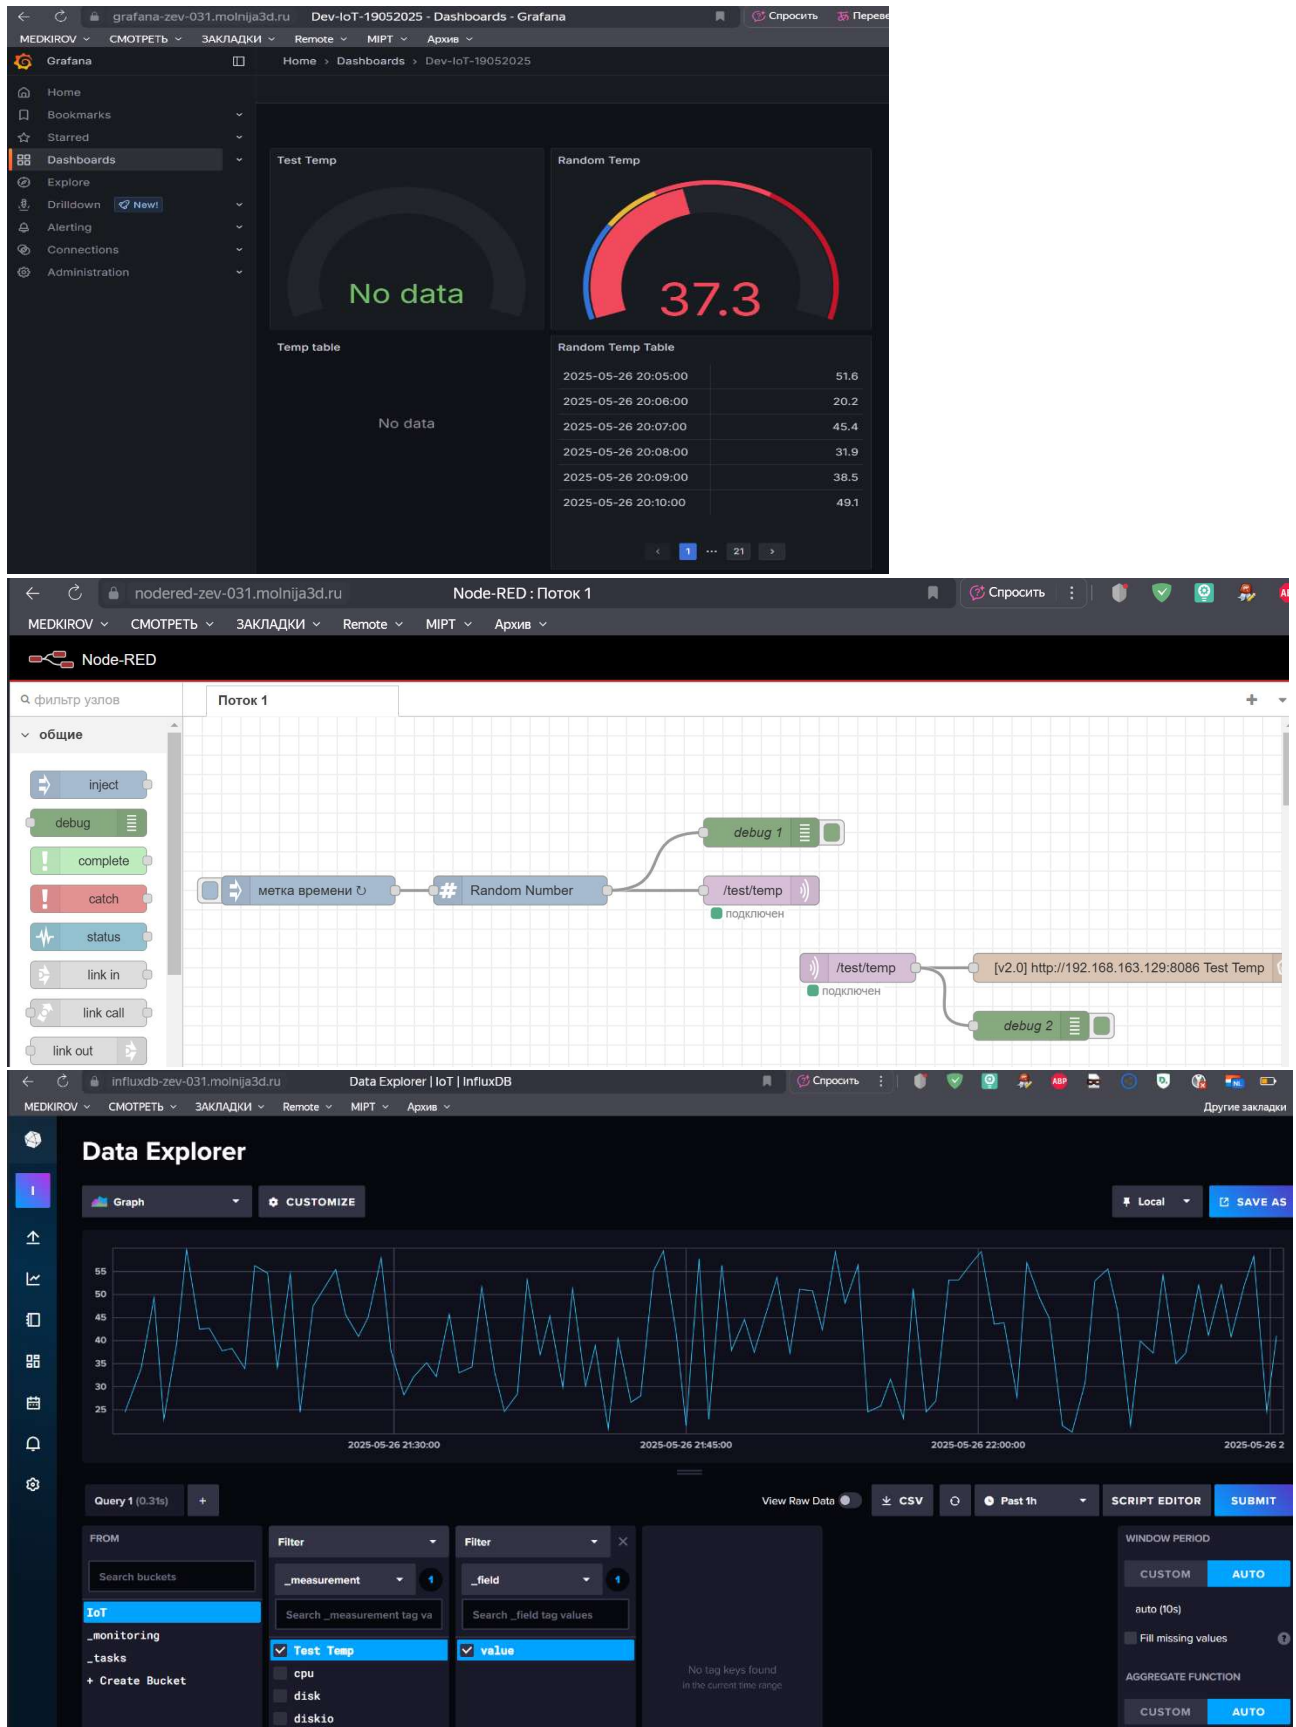 grafana-zev-031.molnija3d.ru Dev-IoT-19052025 - Dashboards - Grafana Спросить
MEDKIROV СМОТРЕТЬ ЗАКЛАДКИ Remote MIPT Архив
Grafana Home > Dashboards > Dev-IoT-19052025
Home
Bookmarks
Starred
Dashboards
Explore
Drilldown New!
Alerting
Connections
Administration
Test Temp
No data
Random Temp
37.3
Temp table
No data
Random Temp Table
2025-05-26 20:05:00 51.6
2025-05-26 20:06:00 20.2
2025-05-26 20:07:00 45.4
2025-05-26 20:08:00 31.9
2025-05-26 20:09:00 38.5
2025-05-26 20:10:00 49.1
< 1 ... 21 >
nodered-zev-031.molnija3d.ru Node-RED : Поток 1 Спросить
MEDKIROV СМОТРЕТЬ ЗАКЛАДКИ Remote MIPT Архив
Node-RED
фильтр узлов Поток 1
общие
inject
debug
complete
catch
status
link in
link call
link out
метка времени ↻
Random Number
debug 1
/test/temp
подключен
/test/temp
подключен
[v2.0] http://192.168.163.129:8086 Test Temp
debug 2
influxdb-zev-031.molnija3d.ru Data Explorer | IoT | InfluxDB Спросить ABP NL
MEDKIROV СМОТРЕТЬ ЗАКЛАДКИ Remote MIPT Архив Другие закладки
Data Explorer
I
Graph CUSTOMIZE Local SAVE AS
55
50
45
40
35
30
25
2025-05-26 21:30:00 2025-05-26 21:45:00 2025-05-26 22:00:00 2025-05-26 2
Query 1 (0.31s) + View Raw Data CSV Past 1h SCRIPT EDITOR SUBMIT
FROM
Search buckets
IoT
_monitoring
_tasks
+ Create Bucket
Filter
_measurement 1
Search _measurement tag va
Test Temp
cpu
disk
diskio
Filter
_field 1
Search _field tag values
value
No tag keys found
in the current time range
WINDOW PERIOD
CUSTOM AUTO
auto (10s)
Fill missing values
AGGREGATE FUNCTION
CUSTOM AUTO